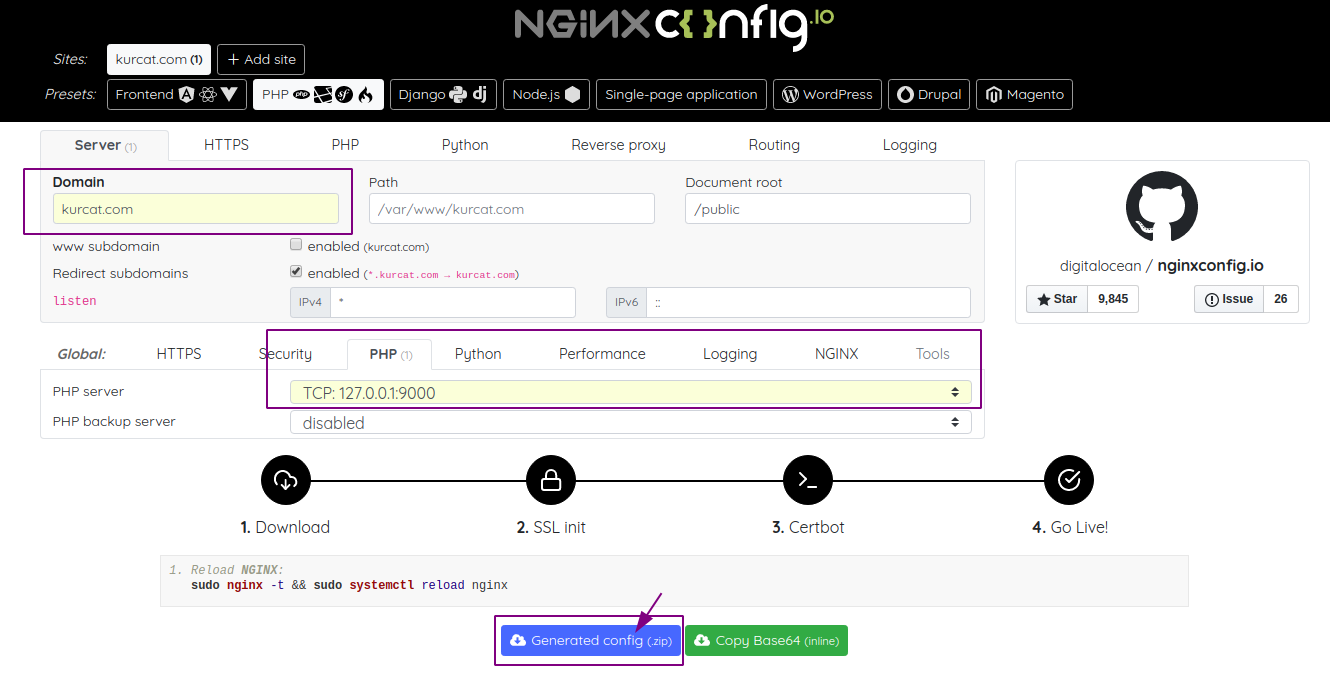 NGINXCONFIG.IO
Sites: kurcat.com (1) + Add site
Presets: Frontend PHP php Django dj Node.js Single-page application WordPress Drupal Magento
Server (1) HTTPS PHP Python Reverse proxy Routing Logging
Domain Path Document root
kurcat.com /var/www/kurcat.com /public
www subdomain enabled (kurcat.com)
Redirect subdomains enabled (*.kurcat.com → kurcat.com)
listen IPv4 * IPv6 ::
digitalocean / nginxconfig.io
Star 9,845 Issue 26
Global: HTTPS Security PHP (1) Python Performance Logging NGINX Tools
PHP server TCP: 127.0.0.1:9000
PHP backup server disabled
1. Download 2. SSL init 3. Certbot 4. Go Live!
1. Reload NGINX:
sudo nginx -t && sudo systemctl reload nginx
Generated config (.zip) Copy Base64 (inline)